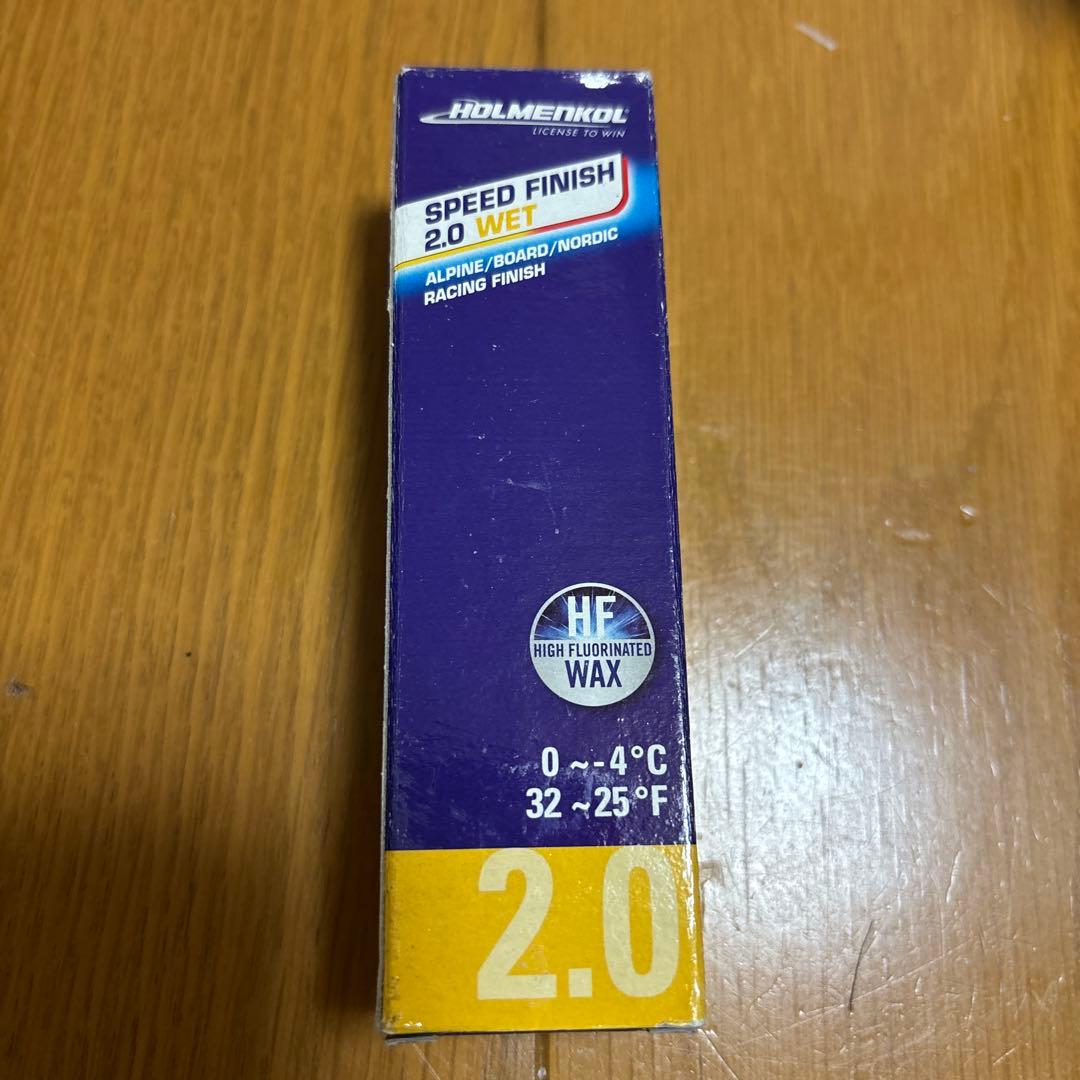 HOLMENKOL
LICENSE TO WIN
SPEED FINISH
2.0 WET
ALPINE/BOARD/NORDIC
RACING FINISH
HF
HIGH FLUORINATED
WAX
0 ~-4°C
32 ~25°F
2.0